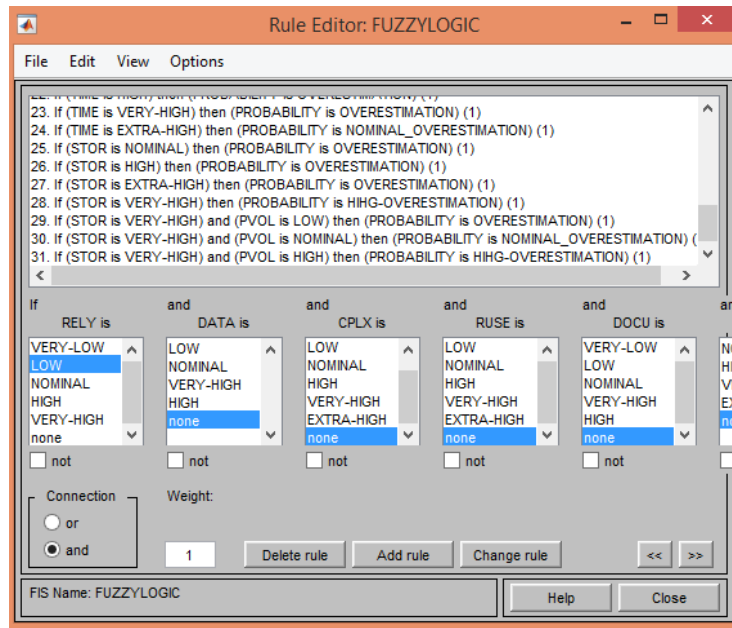 Rule Editor: FUZZYLOGIC
File Edit View Options
23. If (TIME is VERY-HIGH) then (PROBABILITY is OVERESTIMATION) (1)
24. If (TIME is EXTRA-HIGH) then (PROBABILITY is NOMINAL_OVERESTIMATION) (1)
25. If (STOR is NOMINAL) then (PROBABILITY is OVERESTIMATION) (1)
26. If (STOR is HIGH) then (PROBABILITY is OVERESTIMATION) (1)
27. If (STOR is EXTRA-HIGH) then (PROBABILITY is OVERESTIMATION) (1)
28. If (STOR is VERY-HIGH) then (PROBABILITY is HIHG-OVERESTIMATION) (1)
29. If (STOR is VERY-HIGH) and (PVOL is LOW) then (PROBABILITY is OVERESTIMATION) (1)
30. If (STOR is VERY-HIGH) and (PVOL is NOMINAL) then (PROBABILITY is NOMINAL_OVERESTIMATION) (
31. If (STOR is VERY-HIGH) and (PVOL is HIGH) then (PROBABILITY is HIHG-OVERESTIMATION) (1)
If and and and and
RELY is DATA is CPLX is RUSE is DOCU is
VERY-LOW LOW LOW LOW VERY-LOW
LOW NOMINAL NOMINAL NOMINAL LOW
NOMINAL VERY-HIGH HIGH HIGH NOMINAL
HIGH HIGH VERY-HIGH VERY-HIGH VERY-HIGH
VERY-HIGH none EXTRA-HIGH EXTRA-HIGH HIGH
none none none none
not not not not not
Connection Weight:
or
and 1 Delete rule Add rule Change rule << >>
FIS Name: FUZZYLOGIC Help Close